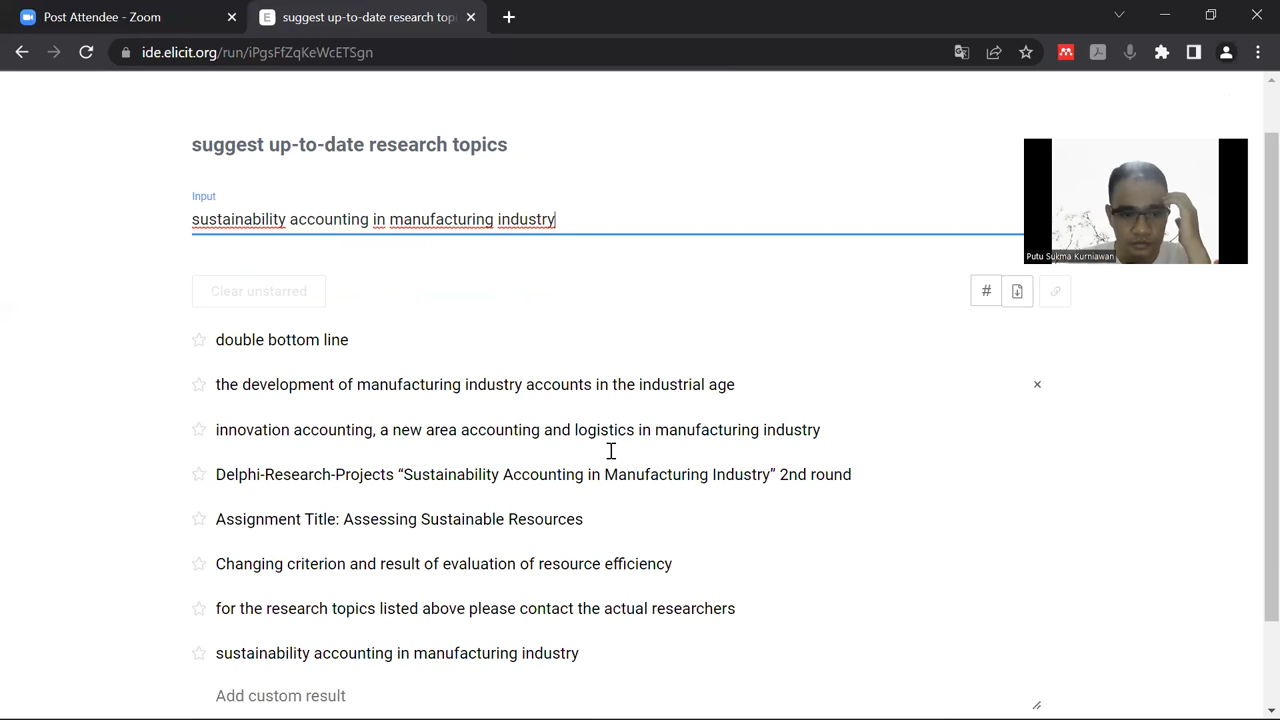 Post Attendee - Zoom
suggest up-to-date research topi
ide.elicit.org/run/iPgsFfZqKeWcETSgn
suggest up-to-date research topics
Input
sustainability accounting in manufacturing industry
Putu Sukma Kurniawan
Clear unstarred
#
double bottom line
the development of manufacturing industry accounts in the industrial age
innovation accounting, a new area accounting and logistics in manufacturing industry
Delphi-Research-Projects “Sustainability Accounting in Manufacturing Industry” 2nd round
Assignment Title: Assessing Sustainable Resources
Changing criterion and result of evaluation of resource efficiency
for the research topics listed above please contact the actual researchers
sustainability accounting in manufacturing industry
Add custom result